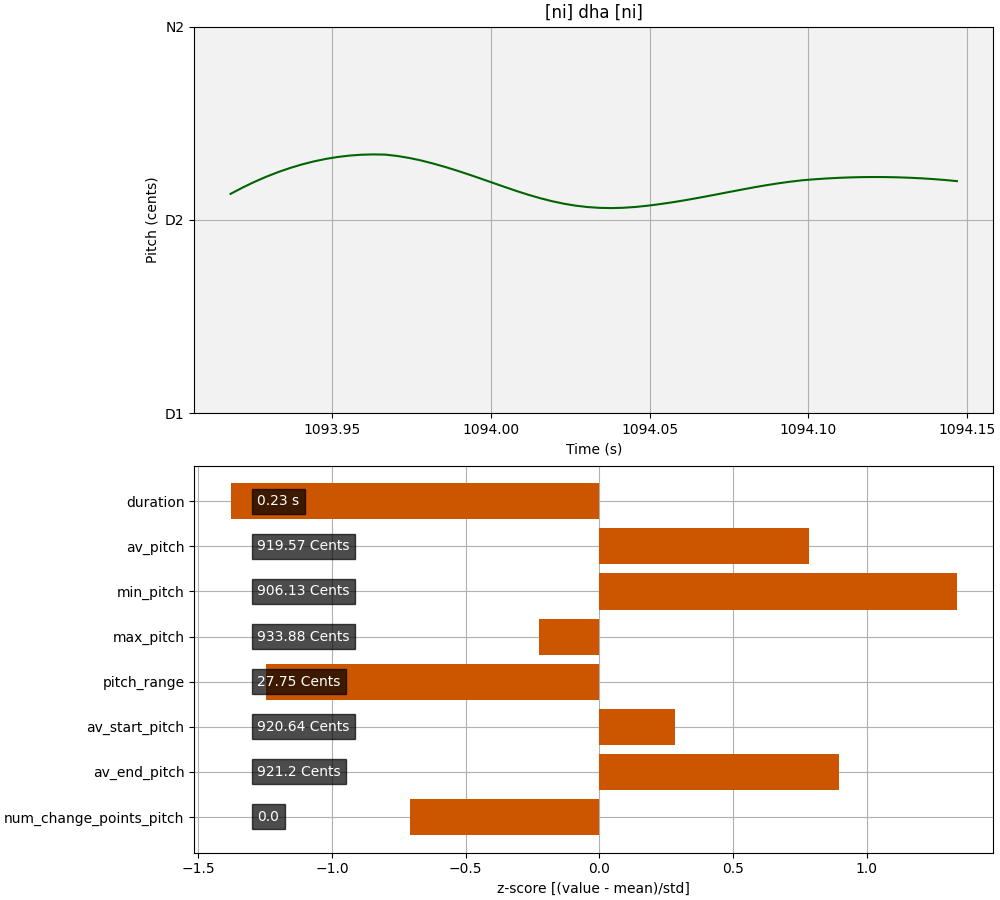 [ni] dha [ni]
N2
D2
D1
Pitch (cents)
1093.95 1094.00 1094.05 1094.10 1094.15
Time (s)
duration 0.23 s
av_pitch 919.57 Cents
min_pitch 906.13 Cents
max_pitch 933.88 Cents
pitch_range 27.75 Cents
av_start_pitch 920.64 Cents
av_end_pitch 921.2 Cents
num_change_points_pitch 0.0
−1.5 −1.0 −0.5 0.0 0.5 1.0
z-score [(value - mean)/std]